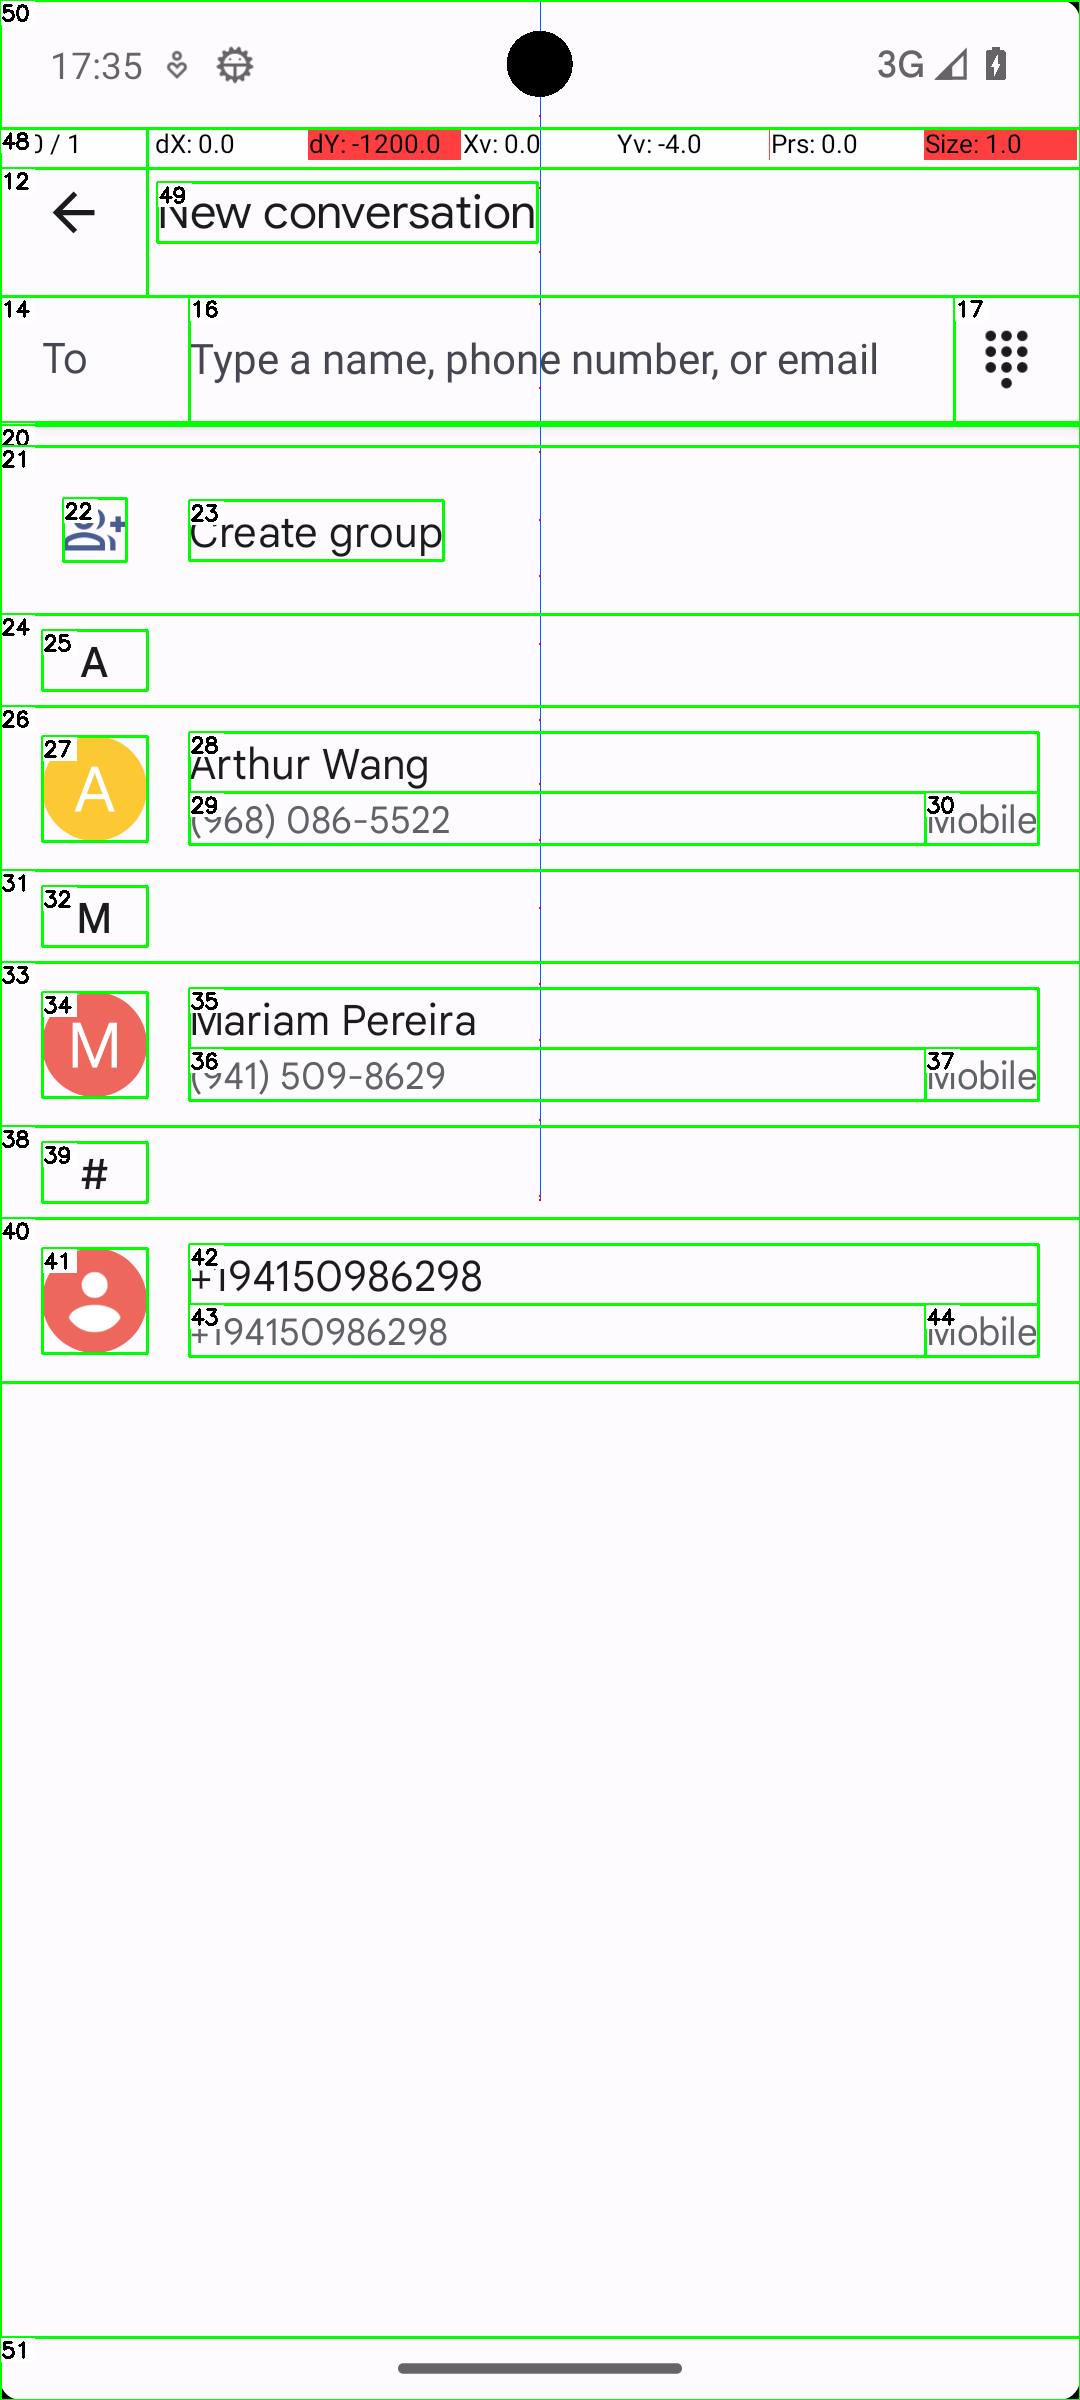 50
17:35 3G
48 0 / 1 dX: 0.0 dY: -1200.0 Xv: 0.0 Yv: -4.0 Prs: 0.0 Size: 1.0
12 49 New conversation
14 To 16 Type a name, phone number, or email 17
20
21
22 23 Create group
24
25 A
26
27 A 28 Arthur Wang
29 (968) 086-5522 30 Mobile
31
32 M
33
34 M 35 Mariam Pereira
36 (941) 509-8629 37 Mobile
38
39 #
40
41 42 +194150986298
43 +194150986298 44 Mobile
51